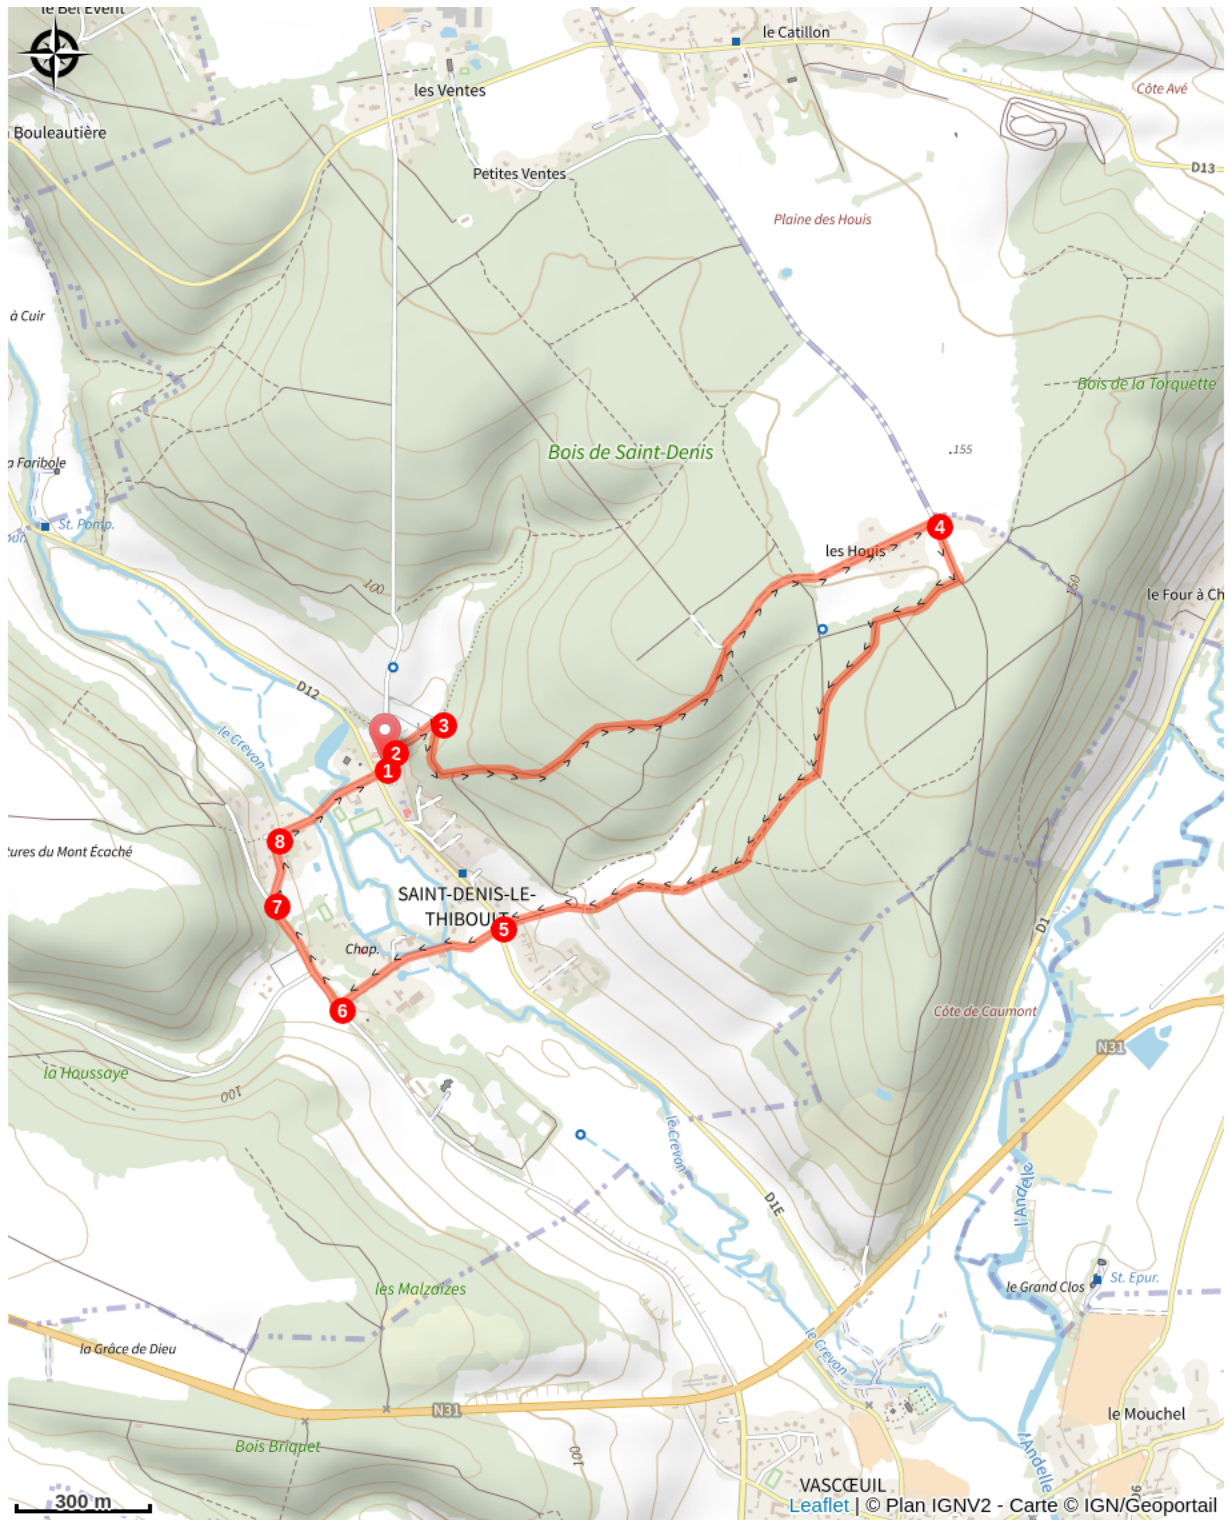 le Bel Event
le Catillon
les Ventes
Côte Avé
Bouleautière
D13
Petites Ventes
Plaine des Houis
à Cuir
Bois de la Torquette
Bois de Saint-Denis
155
Faribole
St. Pomp.
4
les Houis
100
150
le Four à Ch
D12
le Crevon
3
2
1
8
tures du Mont Écaché
SAINT-DENIS-LE-
THIBOULT
7
5
D1
Chap.
6
Côte de Caumont
N31
la Houssaye
100
le Crevon
l'Andelle
D1E
les Malzaizes
St. Epur.
le Grand Clos
la Grâce de Dieu
le Crevon
N31
le Mouchel
Bois Briquet
100
l'Andelle
VASCŒUIL
D6
300 m
Leaflet | © Plan IGNV2 - Carte © IGN/Geoportail